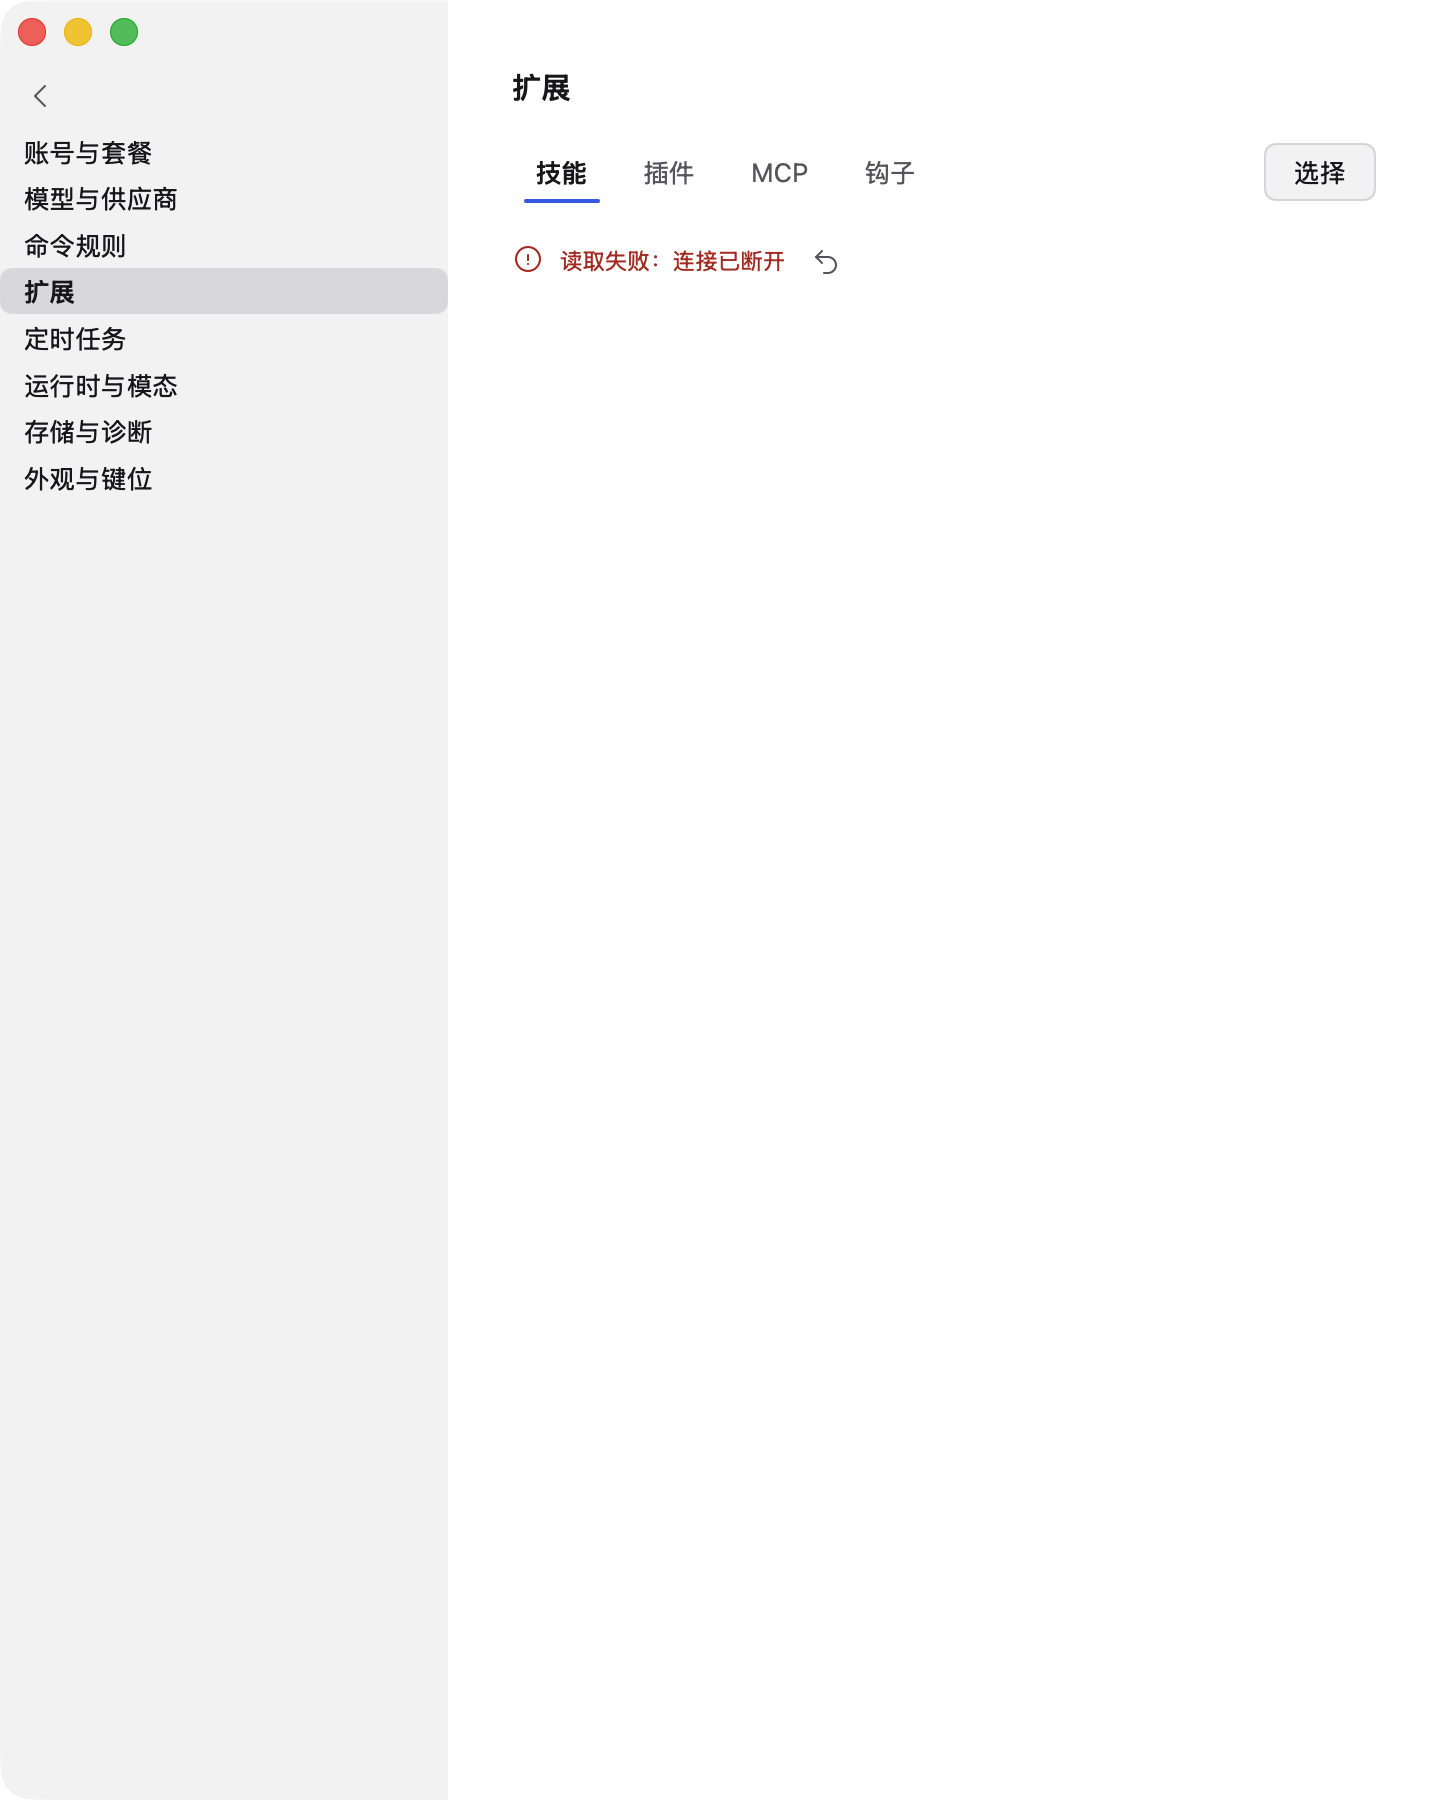 账号与套餐
模型与供应商
命令规则
扩展
定时任务
运行时与模态
存储与诊断
外观与键位
扩展
技能 插件 MCP 钩子 选择
读取失败：连接已断开